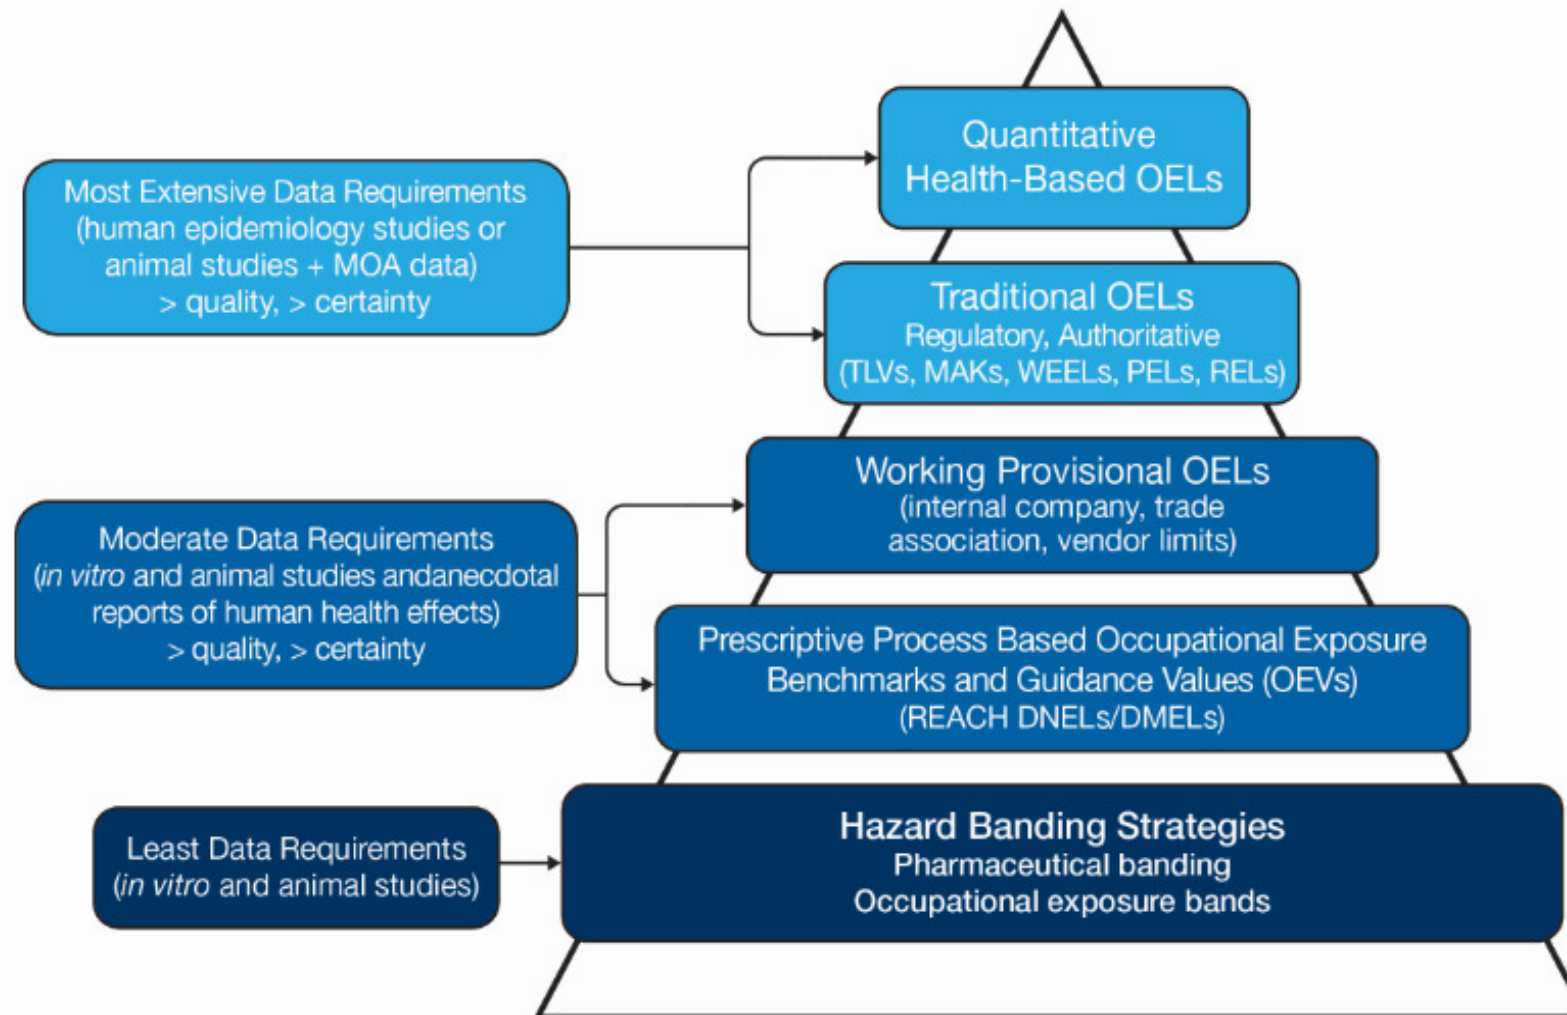 Quantitative
Health-Based OELs
Most Extensive Data Requirements
(human epidemiology studies or
animal studies + MOA data)
> quality, > certainty
Traditional OELs
Regulatory, Authoritative
(TLVs, MAKs, WEELs, PELs, RELs)
Working Provisional OELs
(internal company, trade
association, vendor limits)
Moderate Data Requirements
(in vitro and animal studies andanecdotal
reports of human health effects)
> quality, > certainty
Prescriptive Process Based Occupational Exposure
Benchmarks and Guidance Values (OEVs)
(REACH DNELs/DMELs)
Least Data Requirements
(in vitro and animal studies)
Hazard Banding Strategies
Pharmaceutical banding
Occupational exposure bands